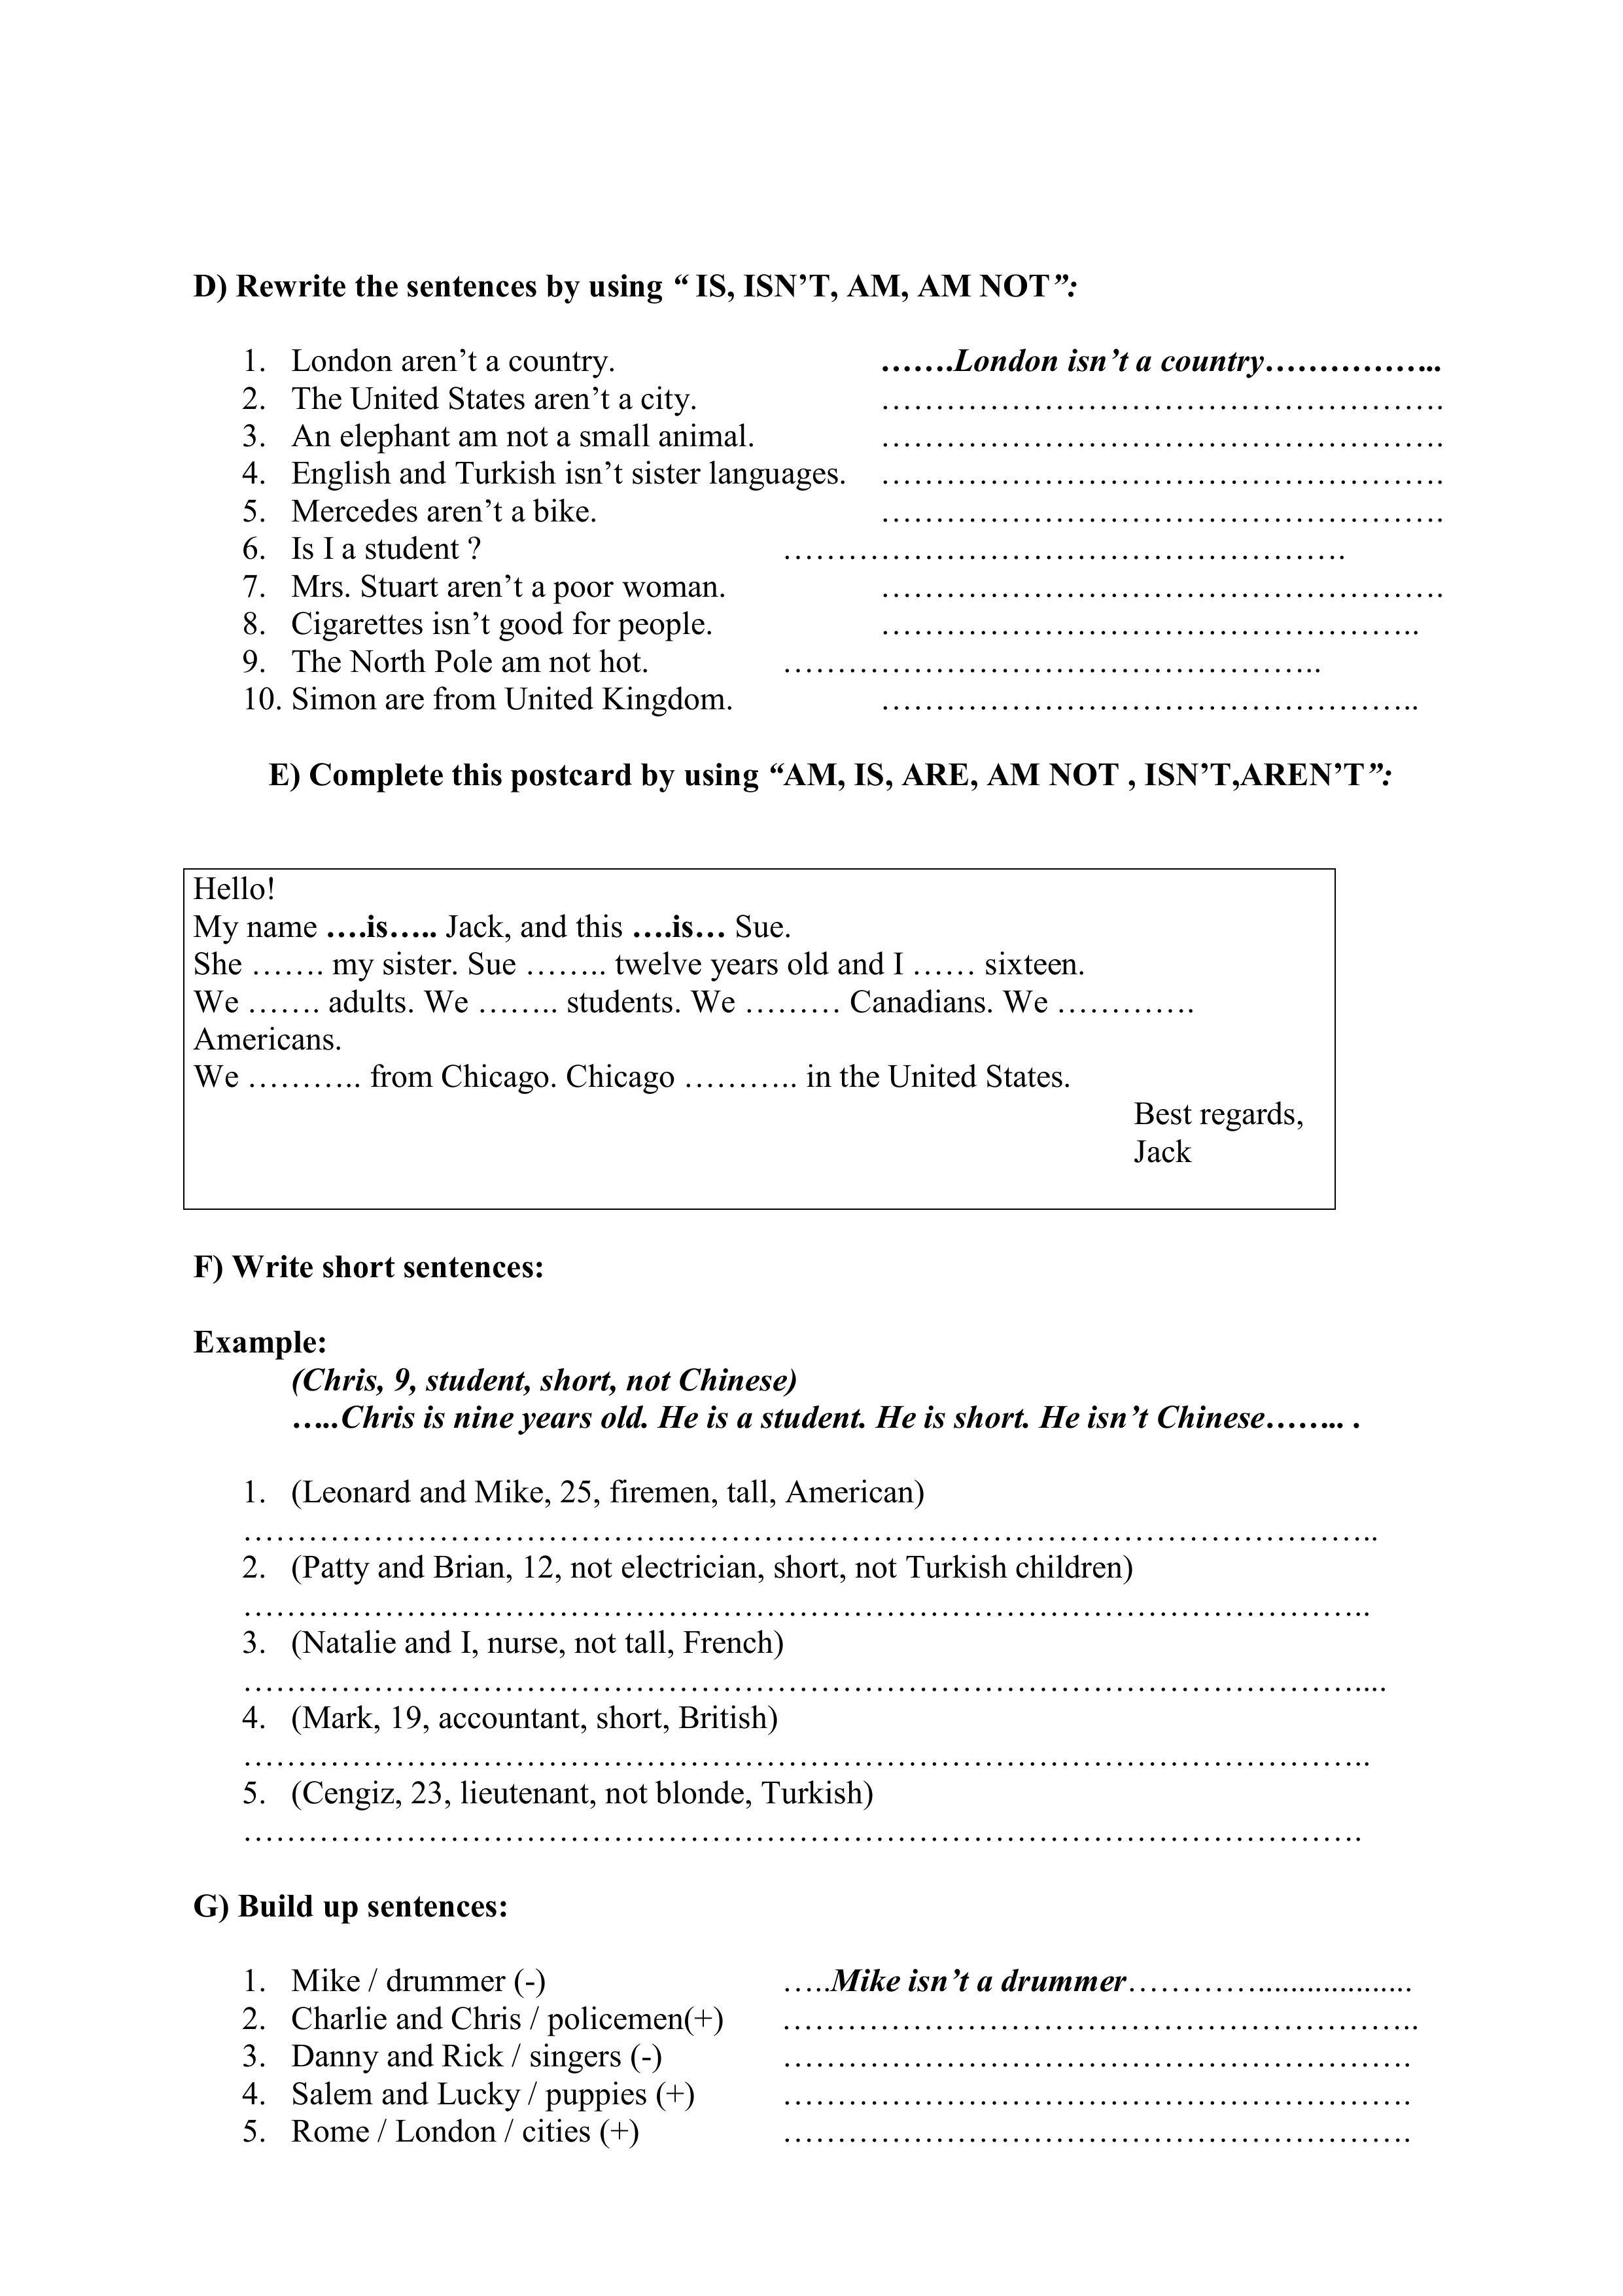 D) Rewrite the sentences by using “ IS, ISN’T, AM, AM NOT”:
1. London aren’t a country. …….London isn’t a country……………..
2. The United States aren’t a city. …………………………………………….
3. An elephant am not a small animal. …………………………………………….
4. English and Turkish isn’t sister languages. …………………………………………….
5. Mercedes aren’t a bike. …………………………………………….
6. Is I a student ? …………………………………………….
7. Mrs. Stuart aren’t a poor woman. …………………………………………….
8. Cigarettes isn’t good for people. …………………………………………..
9. The North Pole am not hot. …………………………………………..
10. Simon are from United Kingdom. …………………………………………..
E) Complete this postcard by using “AM, IS, ARE, AM NOT , ISN’T,AREN’T”:
Hello!
My name ….is….. Jack, and this ….is… Sue.
She ……. my sister. Sue …….. twelve years old and I …… sixteen.
We ……. adults. We …….. students. We ……… Canadians. We ………….
Americans.
We ……….. from Chicago. Chicago ……….. in the United States.
Best regards,
Jack
F) Write short sentences:
Example:
(Chris, 9, student, short, not Chinese)
…..Chris is nine years old. He is a student. He is short. He isn’t Chinese…….. .
1. (Leonard and Mike, 25, firemen, tall, American)
………………………………….………………………………………………………..
2. (Patty and Brian, 12, not electrician, short, not Turkish children)
…………………………………………………………………………………………..
3. (Natalie and I, nurse, not tall, French)
…………………………………………………………………………………………....
4. (Mark, 19, accountant, short, British)
…………………………………………………………………………………………..
5. (Cengiz, 23, lieutenant, not blonde, Turkish)
………………………………………………………………………………………….
G) Build up sentences:
1. Mike / drummer (-) …..Mike isn’t a drummer…………...................
2. Charlie and Chris / policemen(+) …………………………………………………..
3. Danny and Rick / singers (-) ………………………………………………….
4. Salem and Lucky / puppies (+) ………………………………………………….
5. Rome / London / cities (+) ………………………………………………….